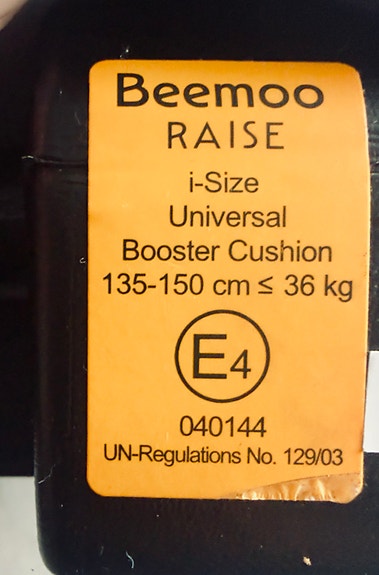 Beemoo
RAISE
i-Size
Universal
Booster Cushion
135-150 cm ≤ 36 kg
E4
040144
UN-Regulations No. 129/03